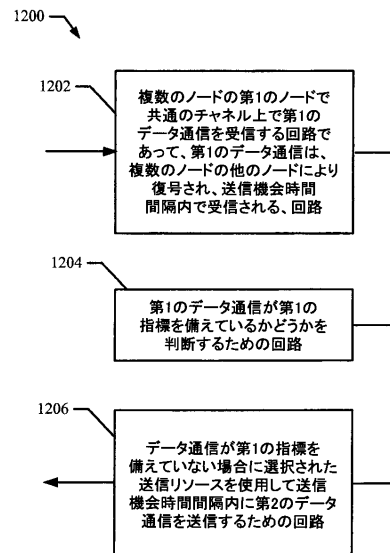 1200
1202
複数のノードの第1のノードで
共通のチャネル上で第1の
データ通信を受信する回路で
あって、第1のデータ通信は、
複数のノードの他のノードにより
復号され、送信機会時間
間隔内で受信される、回路
1204
第1のデータ通信が第1の
指標を備えているかどうかを
判断するための回路
1206
データ通信が第1の指標を
備えていない場合に選択された
送信リソースを使用して送信
機会時間間隔内に第2のデータ
通信を送信するための回路